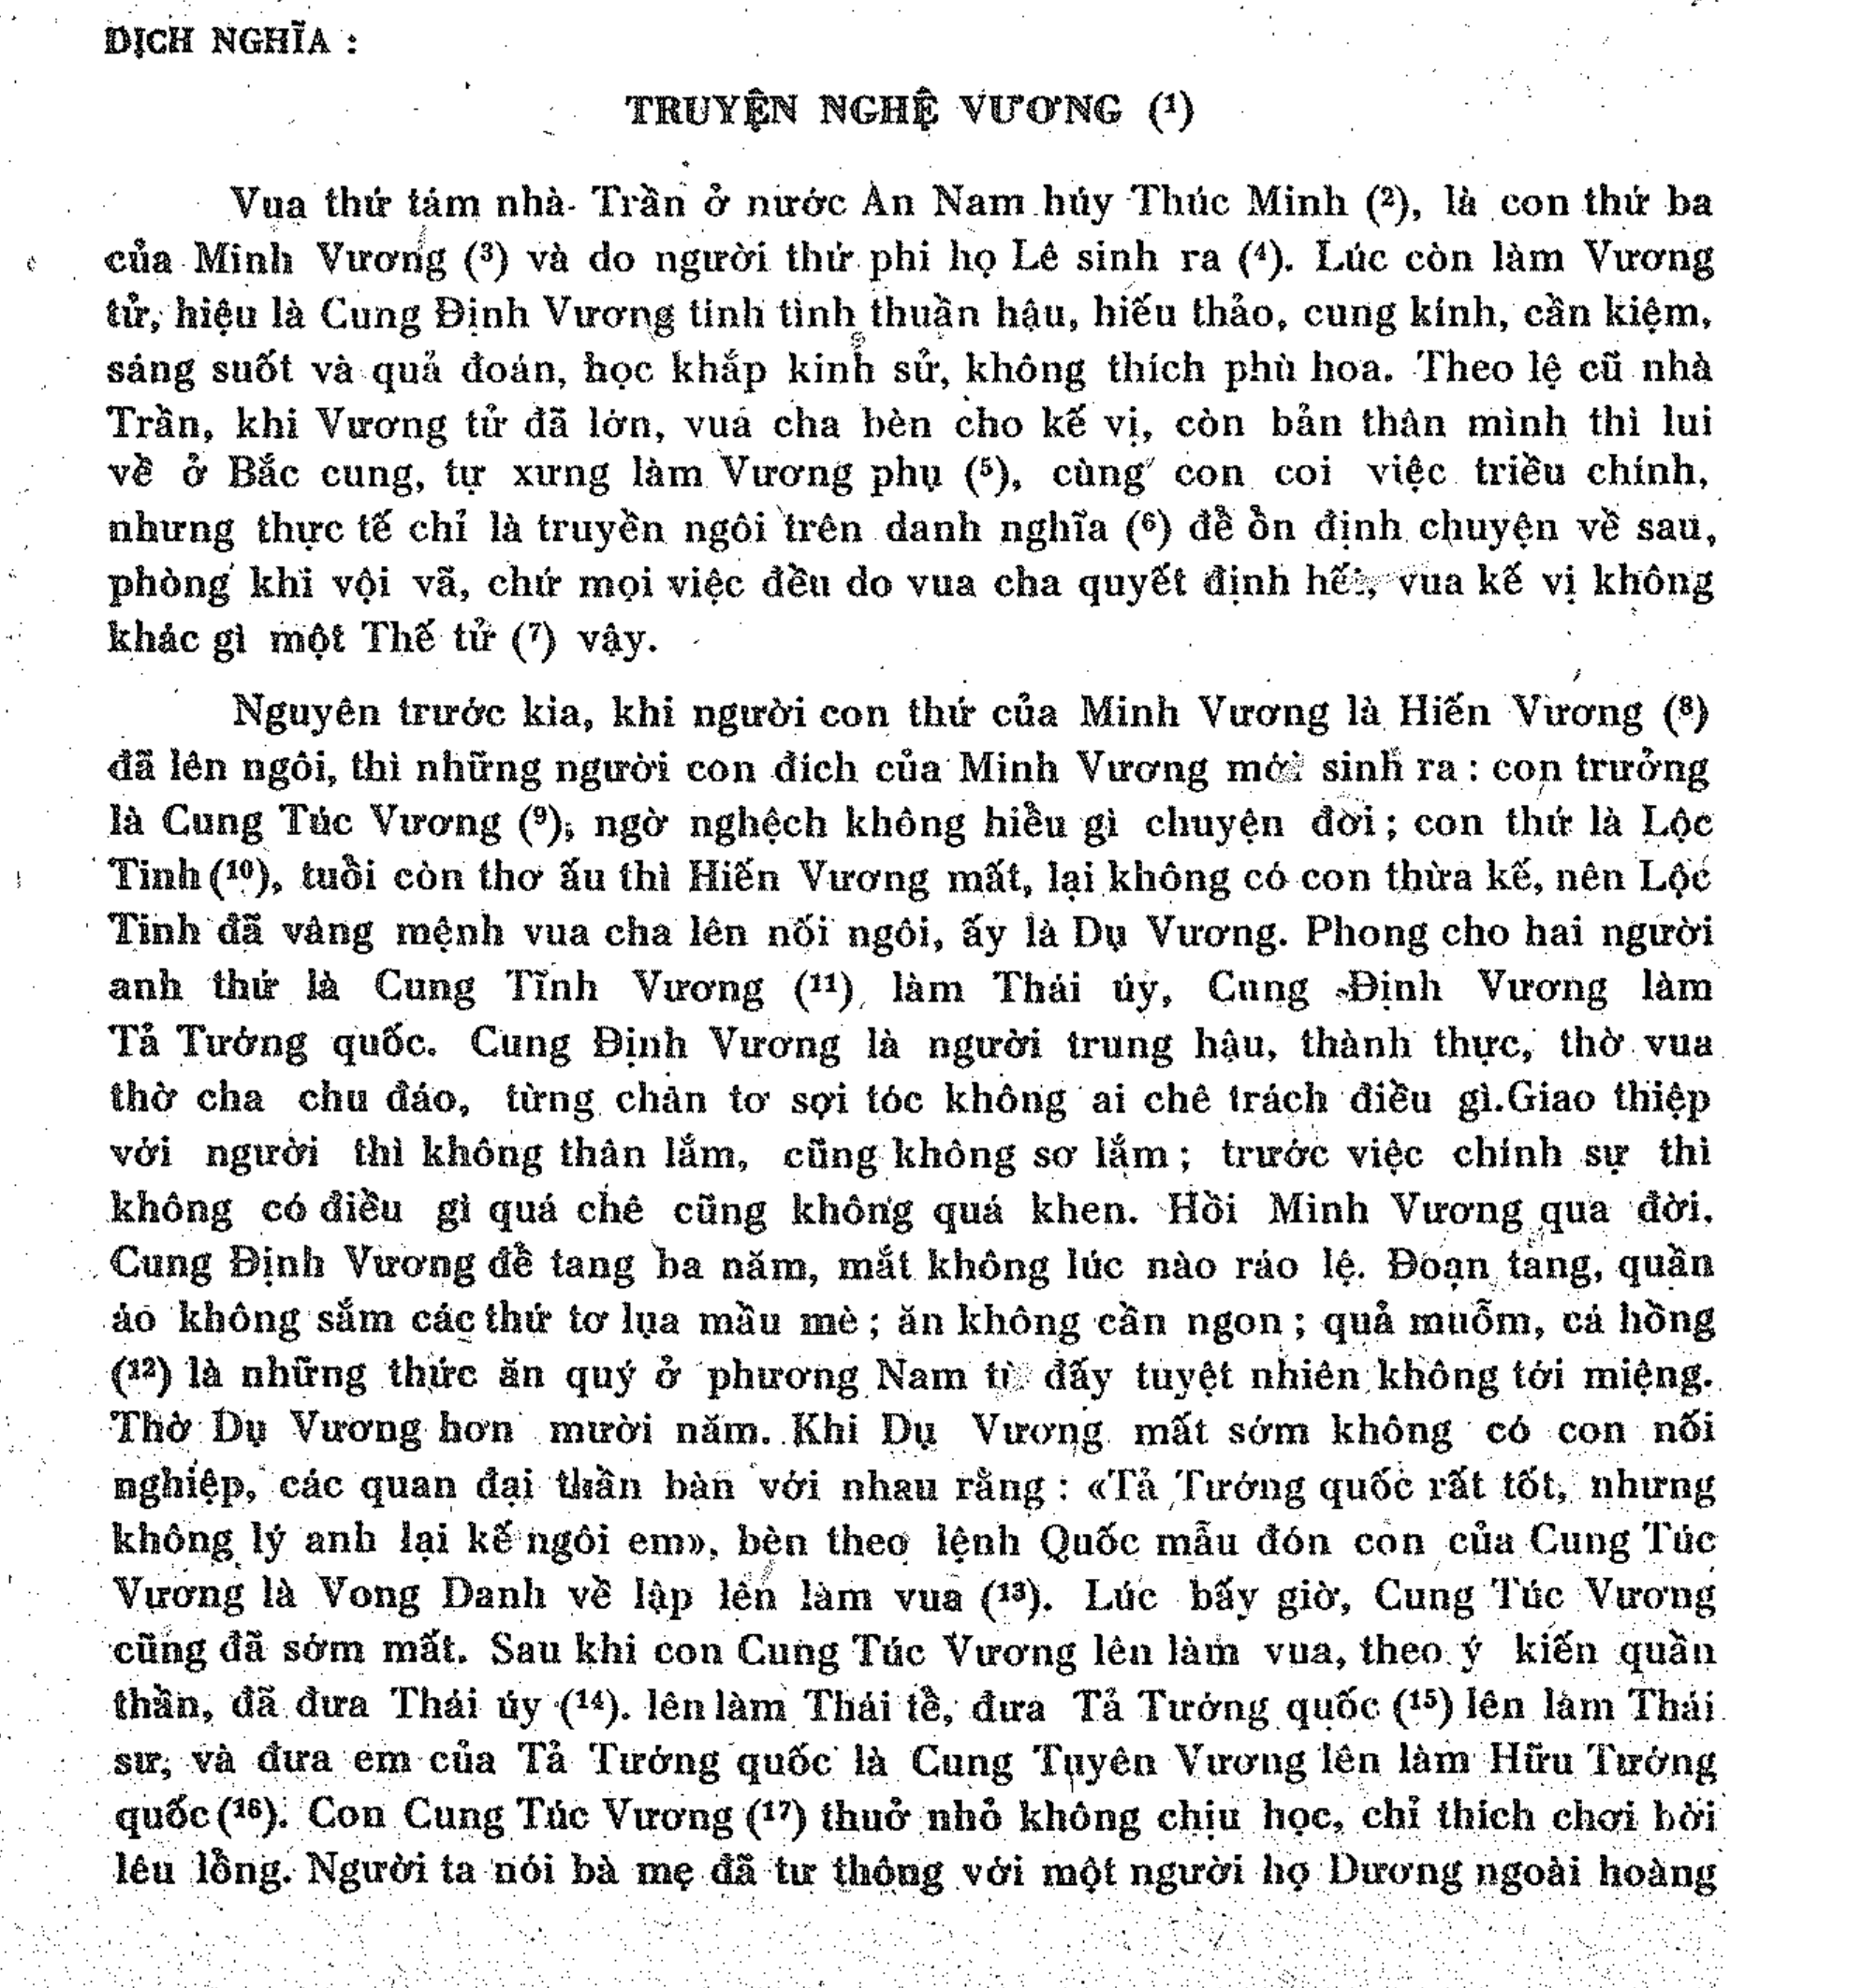 DỊCH NGHĨA :
TRUYỆN NGHỆ VƯƠNG (¹)
Vua thứ tám nhà Trần ở nước An Nam húy Thúc Minh (²), là con thứ ba
của Minh Vương (³) và do người thứ phi họ Lê sinh ra (⁴). Lúc còn làm Vương
tử, hiệu là Cung Định Vương tính tình thuần hậu, hiếu thảo, cung kính, cần kiệm,
sáng suốt và quả đoán, học khắp kinh sử, không thích phù hoa. Theo lệ cũ nhà
Trần, khi Vương tử đã lớn, vua cha bèn cho kế vị, còn bản thân mình thì lui
về ở Bắc cung, tự xưng làm Vương phụ (⁵), cùng con coi việc triều chính,
nhưng thực tế chỉ là truyền ngôi trên danh nghĩa (⁶) để ổn định chuyện về sau,
phòng khi vội vã, chứ mọi việc đều do vua cha quyết định hết, vua kế vị không
khác gì một Thế tử (⁷) vậy.
Nguyên trước kia, khi người con thứ của Minh Vương là Hiến Vương (⁸)
đã lên ngôi, thì những người con đích của Minh Vương mới sinh ra : con trưởng
là Cung Túc Vương (⁹), ngờ nghệch không hiểu gì chuyện đời ; con thứ là Lộc
Tinh (¹⁰), tuổi còn thơ ấu thì Hiến Vương mất, lại không có con thừa kế, nên Lộc
Tinh đã vâng mệnh vua cha lên nối ngôi, ấy là Dụ Vương. Phong cho hai người
anh thứ là Cung Tĩnh Vương (¹¹) làm Thái úy, Cung Định Vương làm
Tả Tướng quốc. Cung Định Vương là người trung hậu, thành thực, thờ vua
thờ cha chu đáo, từng chân tơ sợi tóc không ai chê trách điều gì.Giao thiệp
với người thì không thân lắm, cũng không sơ lắm ; trước việc chính sự thì
không có điều gì quá chê cũng không quá khen. Hồi Minh Vương qua đời.
Cung Định Vương để tang ba năm, mắt không lúc nào ráo lệ. Đoạn tang, quần
áo không sắm các thứ tơ lụa mầu mè ; ăn không cần ngon ; quả muỗm, cá hồng
(¹²) là những thức ăn quý ở phương Nam từ đấy tuyệt nhiên không tới miệng.
Thờ Dụ Vương hơn mười năm. Khi Dụ Vương mất sớm không có con nối
nghiệp, các quan đại thần bàn với nhau rằng : «Tả Tướng quốc rất tốt, nhưng
không lý anh lại kế ngôi em», bèn theo lệnh Quốc mẫu đón con của Cung Túc
Vương là Vong Danh về lập lên làm vua (¹³). Lúc bấy giờ, Cung Túc Vương
cũng đã sớm mất. Sau khi con Cung Túc Vương lên làm vua, theo ý kiến quần
thần, đã đưa Thái úy (¹⁴). lên làm Thái tể, đưa Tả Tướng quốc (¹⁵) lên làm Thái
sư, và đưa em của Tả Tướng quốc là Cung Tuyên Vương lên làm Hữu Tướng
quốc (¹⁶). Con Cung Túc Vương (¹⁷) thuở nhỏ không chịu học, chỉ thích chơi bời
lêu lổng. Người ta nói bà mẹ đã tư thông với một người họ Dương ngoài hoàng